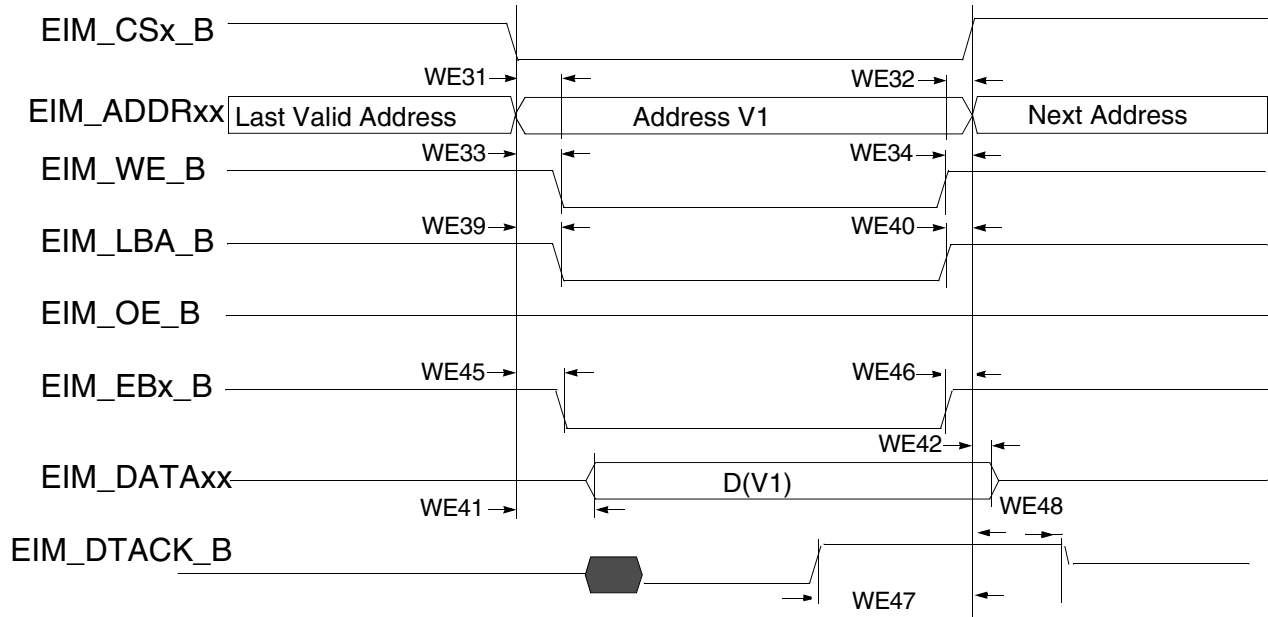 EIM_CSx_B
WE31 WE32
EIM_ADDRxx Last Valid Address Address V1 Next Address
WE33 WE34
EIM_WE_B
WE39 WE40
EIM_LBA_B
EIM_OE_B
WE45 WE46
EIM_EBx_B
WE42
EIM_DATAxx D(V1)
WE41 WE48
EIM_DTACK_B
WE47